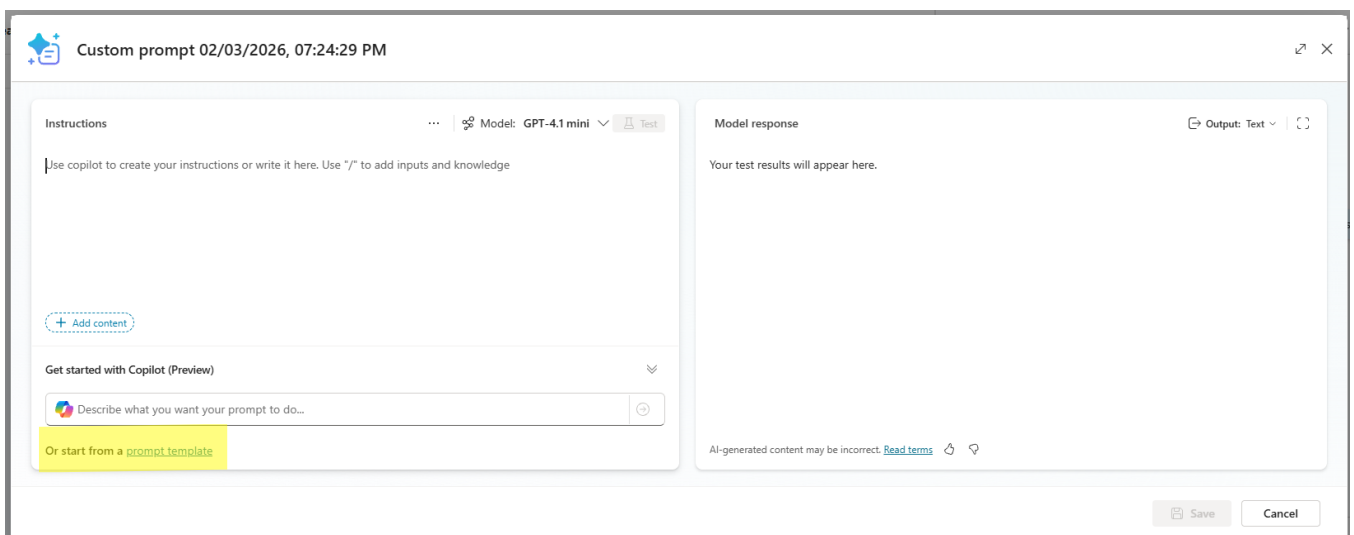 Custom prompt 02/03/2026, 07:24:29 PM
Instructions
Model: GPT-4.1 mini
Test
Use copilot to create your instructions or write it here. Use "/" to add inputs and knowledge
+ Add content
Get started with Copilot (Preview)
Describe what you want your prompt to do...
Or start from a prompt template
Model response
Output: Text
Your test results will appear here.
AI-generated content may be incorrect. Read terms
Save
Cancel